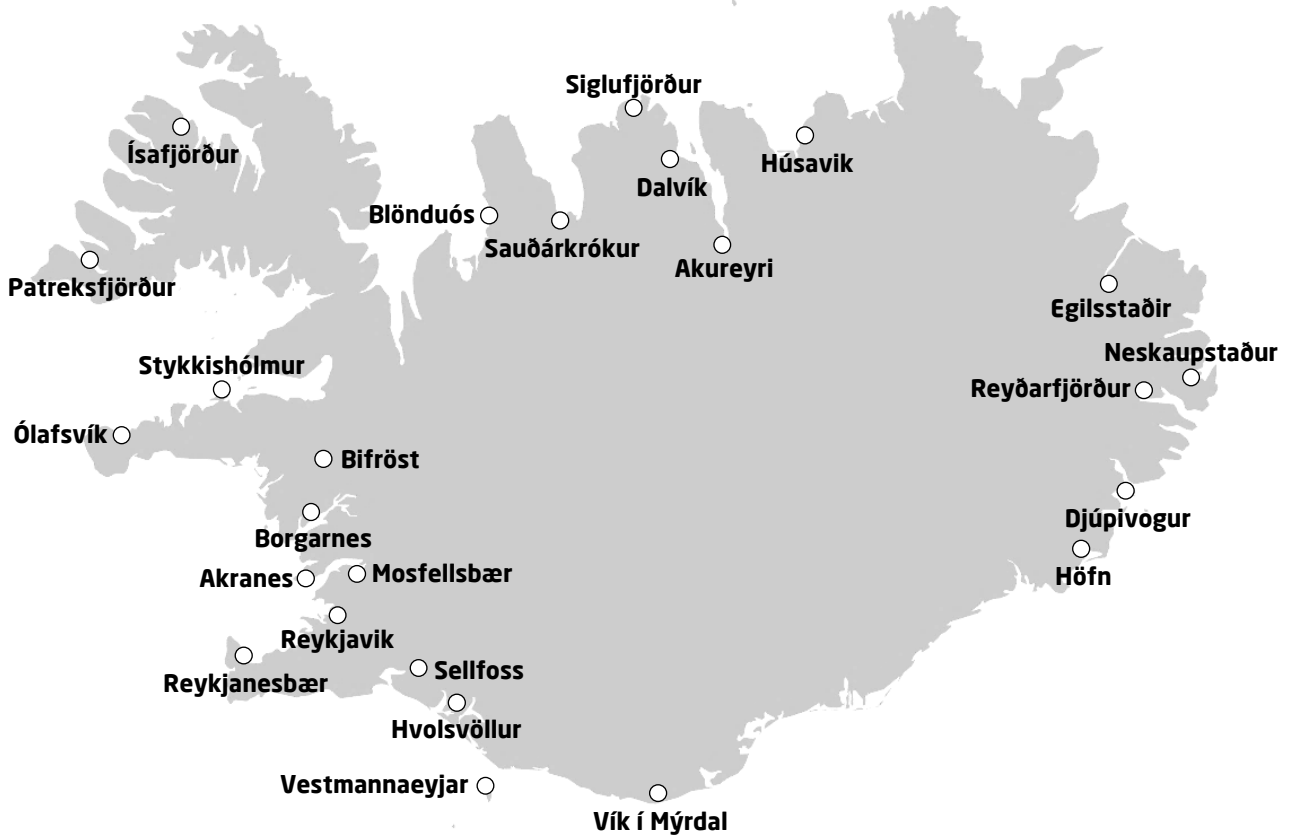 Siglufjörður
Ísafjörður
Húsavik
Dalvík
Blönduós
Sauðárkrókur
Akureyri
Patreksfjörður
Egilsstaðir
Neskaupstaður
Stykkishólmur
Reyðarfjörður
Ólafsvík
Bifröst
Djúpivogur
Borgarnes
Akranes
Mosfellsbær
Höfn
Reykjavik
Sellfoss
Reykjanesbær
Hvolsvöllur
Vestmannaeyjar
Vík í Mýrdal